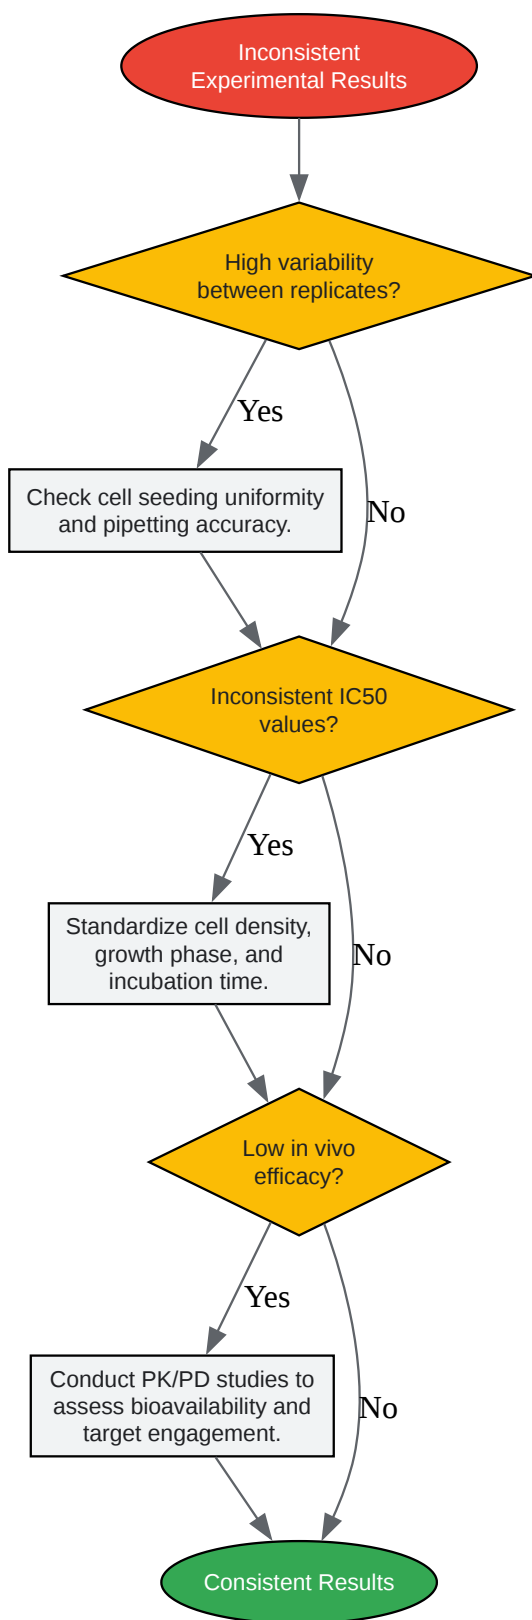 Inconsistent
Experimental Results
High variability
between replicates?
Yes
Check cell seeding uniformity
and pipetting accuracy.
No
Inconsistent IC50
values?
Yes
Standardize cell density,
growth phase, and
incubation time.
No
Low in vivo
efficacy?
Yes
Conduct PK/PD studies to
assess bioavailability and
target engagement.
No
Consistent Results